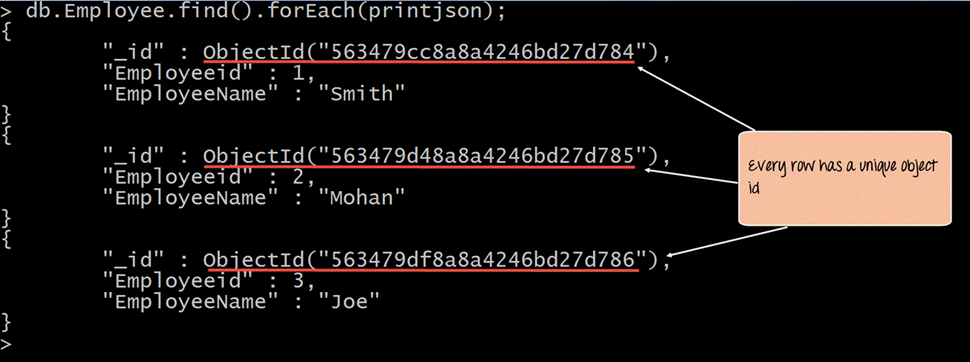 > db.Employee.find().forEach(printjson);
{
        "_id" : ObjectId("563479cc8a8a4246bd27d784"),
        "Employeeid" : 1,
        "EmployeeName" : "Smith"
}
{
        "_id" : ObjectId("563479d48a8a4246bd27d785"),
        "Employeeid" : 2,
        "EmployeeName" : "Mohan"
}
{
        "_id" : ObjectId("563479df8a8a4246bd27d786"),
        "Employeeid" : 3,
        "EmployeeName" : "Joe"
}
>
Every row has a unique object
id